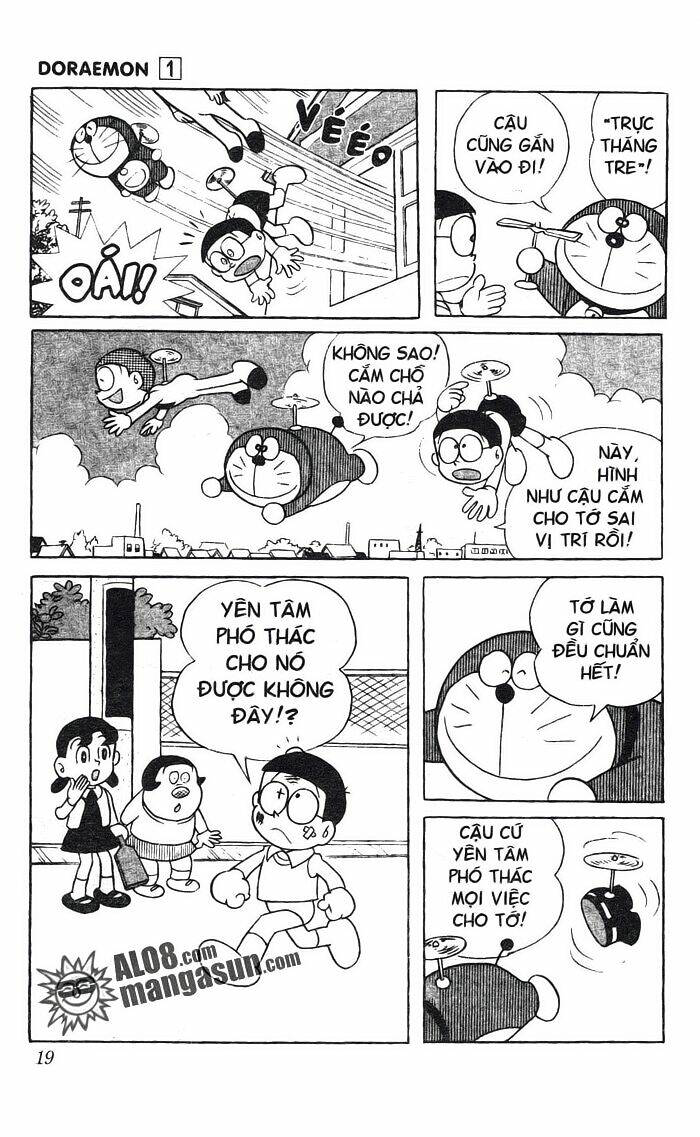 DORAEMON 1
"TRỰC
THĂNG
TRE"!
CẬU
CŨNG GẮN
VÀO ĐI!
VÉÉO
OÁI!
NÀY,
HÌNH
NHƯ CẬU CẮM
CHO TỚ SAI
VỊ TRÍ RỒI!
KHÔNG SAO!
CẮM CHỖ
NÀO CHẢ
ĐƯỢC!
TỚ LÀM
GÌ CŨNG
ĐỀU CHUẨN
HẾT!
CẬU CỨ
YÊN TÂM
PHÓ THÁC
MỌI VIỆC
CHO TỚ!
YÊN TÂM
PHÓ THÁC
CHO NÓ
ĐƯỢC KHÔNG
ĐÂY!?
ALO8.com
mangasun.com
19